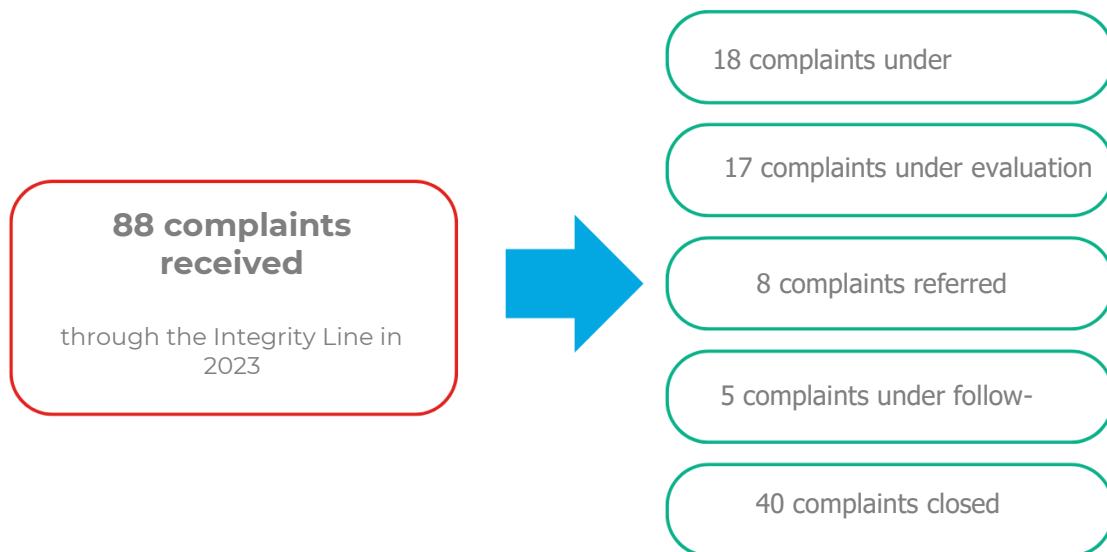 88 complaints
received
through the Integrity Line in
2023
18 complaints under
17 complaints under evaluation
8 complaints referred
5 complaints under follow-
40 complaints closed